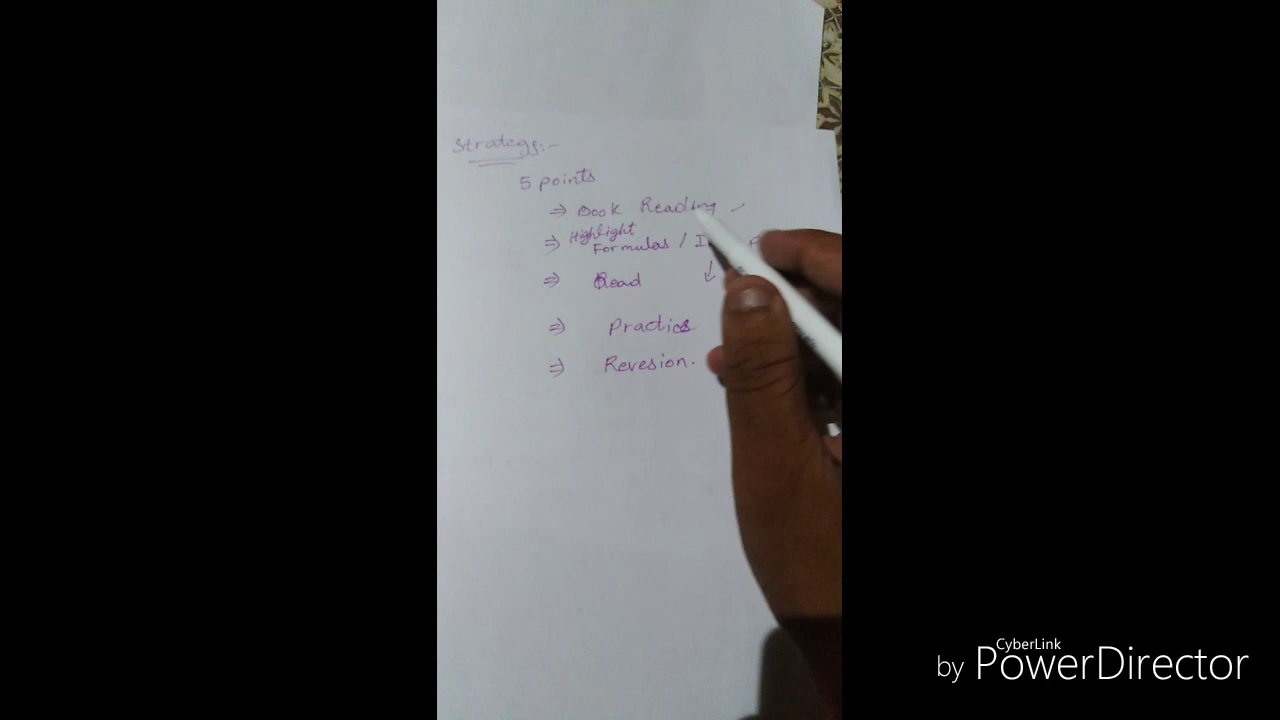 Strategy:-
5 points
⇒ Book Reading
⇒ Highlight
Formulas /
⇒ Read ↓
⇒ Practice
⇒ Revesion.
CyberLink
by PowerDirector